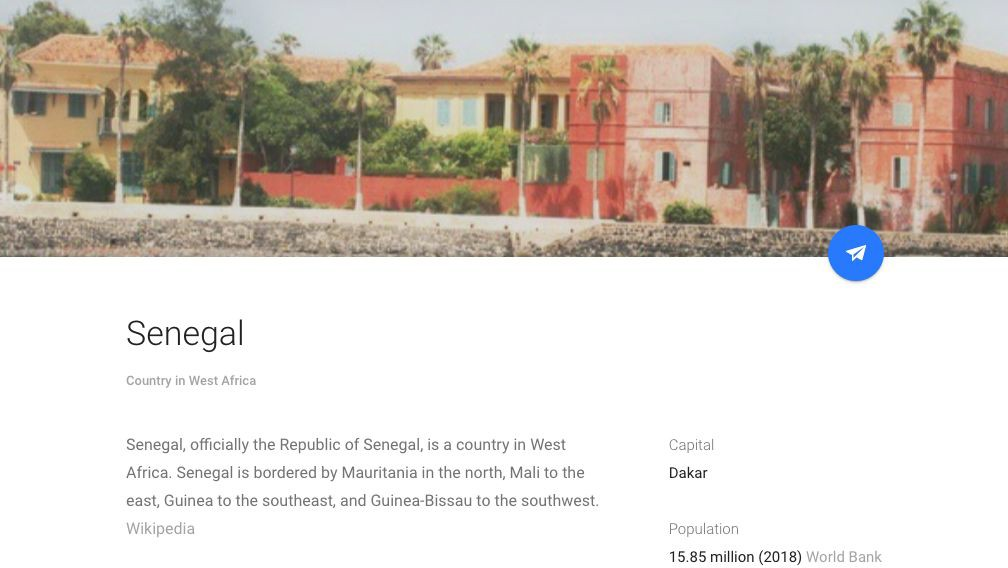 Senegal
Country in West Africa
Senegal, officially the Republic of Senegal, is a country in West
Africa. Senegal is bordered by Mauritania in the north, Mali to the
east, Guinea to the southeast, and Guinea-Bissau to the southwest.
Wikipedia
Capital
Dakar
Population
15.85 million (2018) World Bank